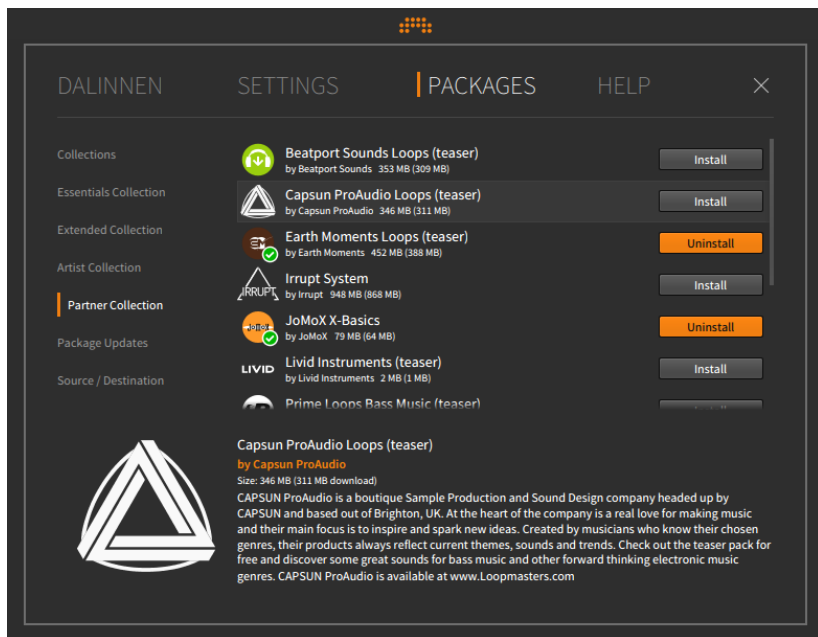 DALINNEN
SETTINGS
PACKAGES
HELP
Collections
Essentials Collection
Extended Collection
Artist Collection
Partner Collection
Package Updates
Source / Destination
Beatport Sounds Loops (teaser)
by Beatport Sounds 353 MB (309 MB)
Install
Capsun ProAudio Loops (teaser)
by Capsun ProAudio 346 MB (311 MB)
Install
Earth Moments Loops (teaser)
by Earth Moments 452 MB (388 MB)
Uninstall
IRRUPT
Irrupt System
by Irrupt 948 MB (868 MB)
Install
JoMoX
JoMoX X-Basics
by JoMoX 79 MB (64 MB)
Uninstall
LIVID
Livid Instruments (teaser)
by Livid Instruments 2 MB (1 MB)
Install
Prime Loops Bass Music (teaser)
Install
Capsun ProAudio Loops (teaser)
by Capsun ProAudio
Size: 346 MB (311 MB download)
CAPSUN ProAudio is a boutique Sample Production and Sound Design company headed up by
CAPSUN and based out of Brighton, UK. At the heart of the company is a real love for making music
and their main focus is to inspire and spark new ideas. Created by musicians who know their chosen
genres, their products always reflect current themes, sounds and trends. Check out the teaser pack for
free and discover some great sounds for bass music and other forward thinking electronic music
genres. CAPSUN ProAudio is available at www.Loopmasters.com